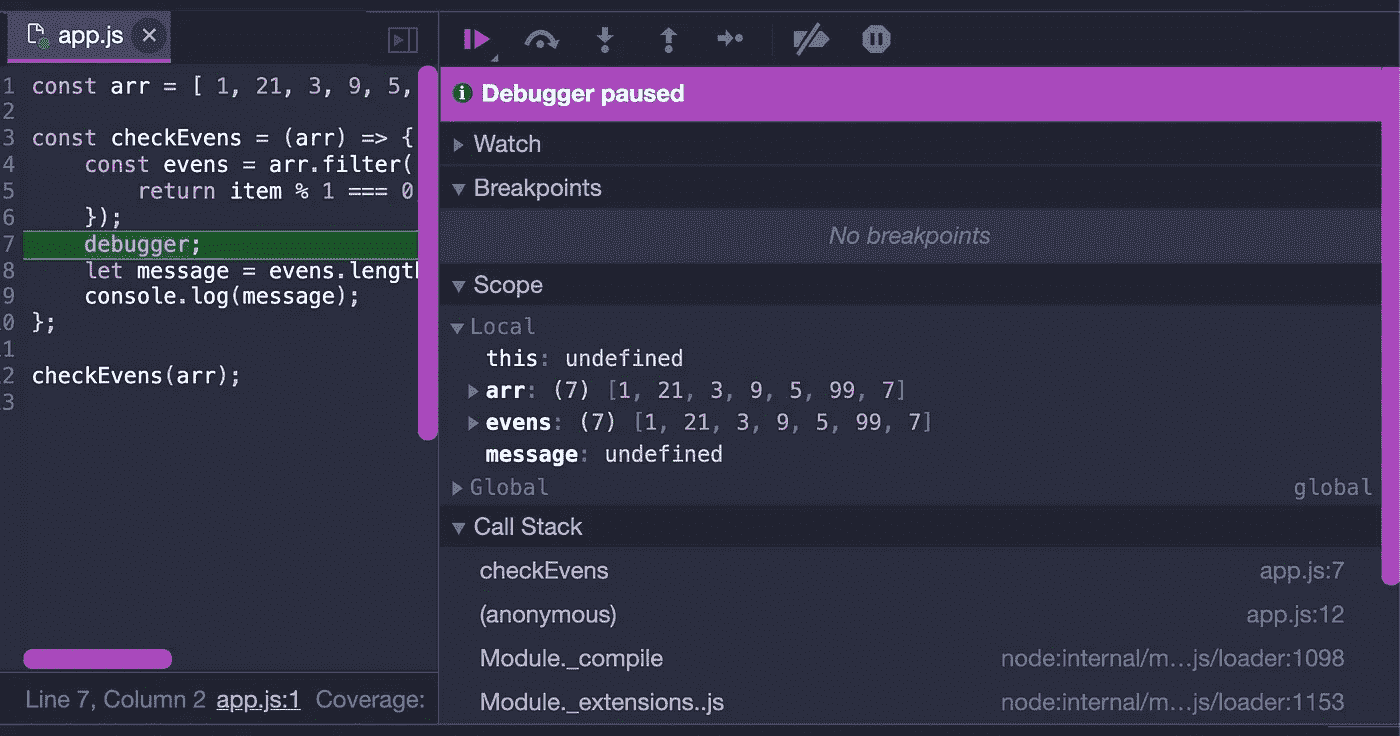 app.js
1 const arr = [ 1, 21, 3, 9, 5,
2
3 const checkEvens = (arr) => {
4 const evens = arr.filter(
5 return item % 1 === 0
6 });
7 debugger;
8 let message = evens.length
9 console.log(message);
0 };
1
2 checkEvens(arr);
3
Line 7, Column 2 app.js:1 Coverage:
Debugger paused
Watch
Breakpoints
No breakpoints
Scope
Local
this: undefined
arr: (7) [1, 21, 3, 9, 5, 99, 7]
evens: (7) [1, 21, 3, 9, 5, 99, 7]
message: undefined
Global global
Call Stack
checkEvens app.js:7
(anonymous) app.js:12
Module._compile node:internal/m…js/loader:1098
Module._extensions..js node:internal/m…js/loader:1153